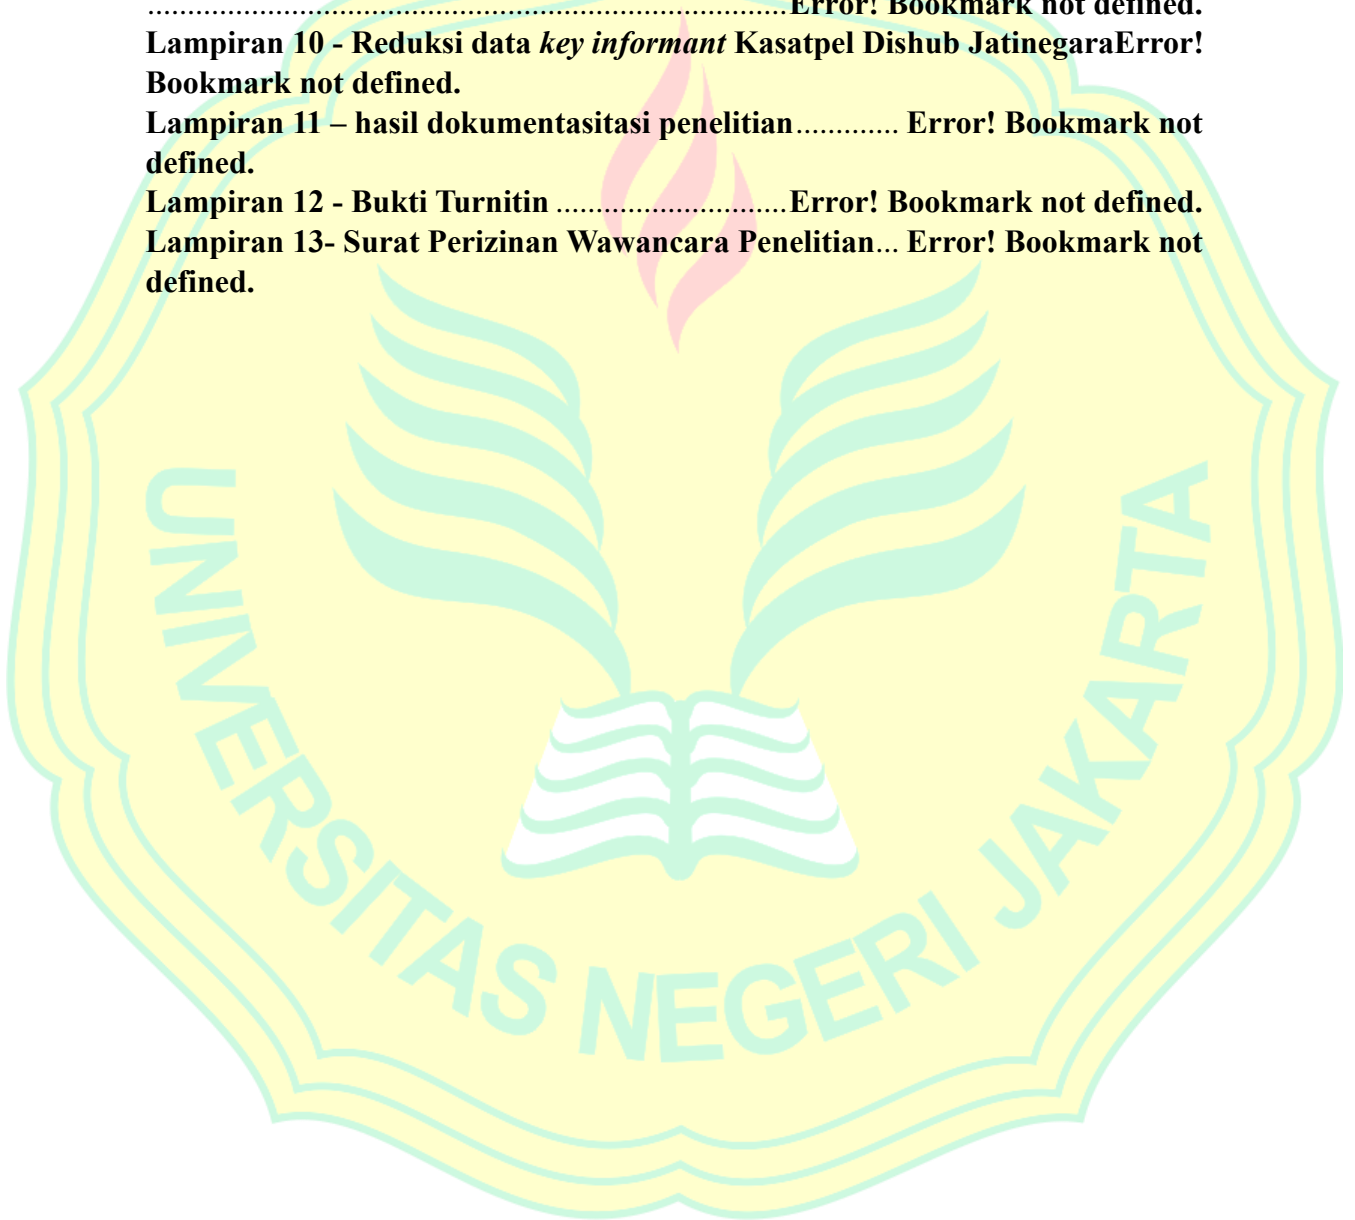 ................................................................................Error! Bookmark not defined.
Lampiran 10 - Reduksi data key informant Kasatpel Dishub JatinegaraError!
Bookmark not defined.
Lampiran 11 – hasil dokumentasitasi penelitian............. Error! Bookmark not
defined.
Lampiran 12 - Bukti Turnitin .............................Error! Bookmark not defined.
Lampiran 13- Surat Perizinan Wawancara Penelitian... Error! Bookmark not
defined.
UNIVERSITAS NEGERI JAKARTA